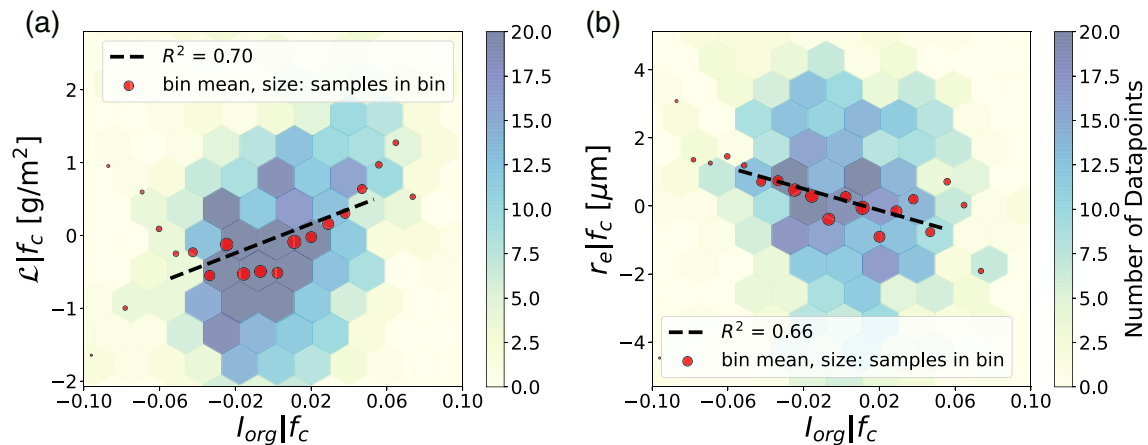 (a)
R² = 0.70
bin mean, size: samples in bin
ℒ|f_c [g/m²]
2
1
0
−1
−2
−0.10 −0.06 −0.02 0.02 0.06 0.10
I_org|f_c
20.0
17.5
15.0
12.5
10.0
7.5
5.0
2.5
0.0
(b)
r_e|f_c [μm]
4
2
0
−2
−4
R² = 0.66
bin mean, size: samples in bin
−0.10 −0.06 −0.02 0.02 0.06 0.10
I_org|f_c
20.0
17.5
15.0
12.5
10.0
7.5
5.0
2.5
0.0
Number of Datapoints